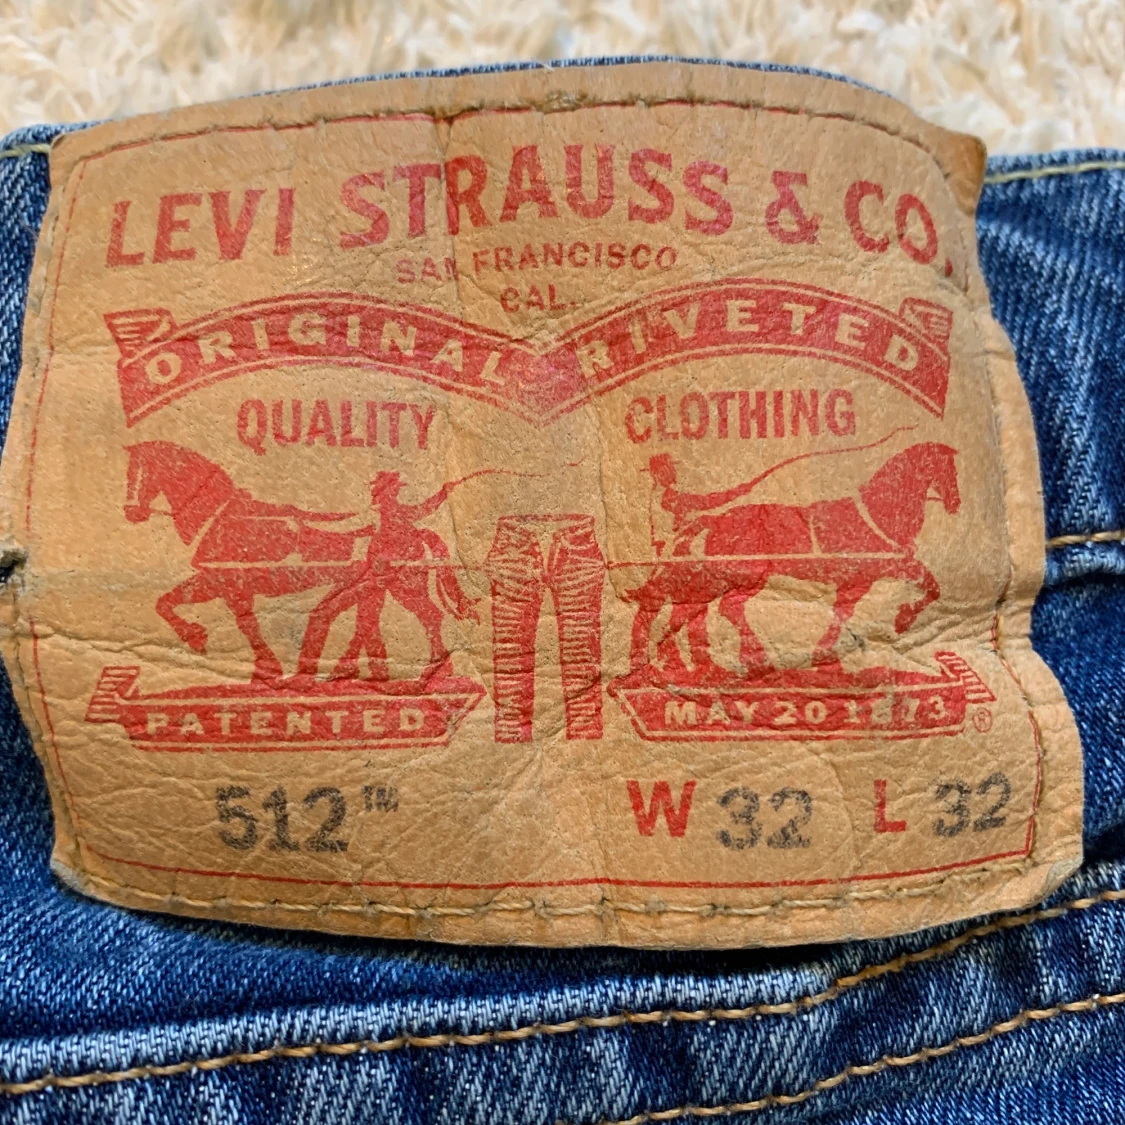 LEVI STRAUSS & CO.
SAN FRANCISCO
CAL.
ORIGINAL RIVETED
QUALITY CLOTHING
PATENTED MAY 20 1873 ®
512™ W 32 L 32